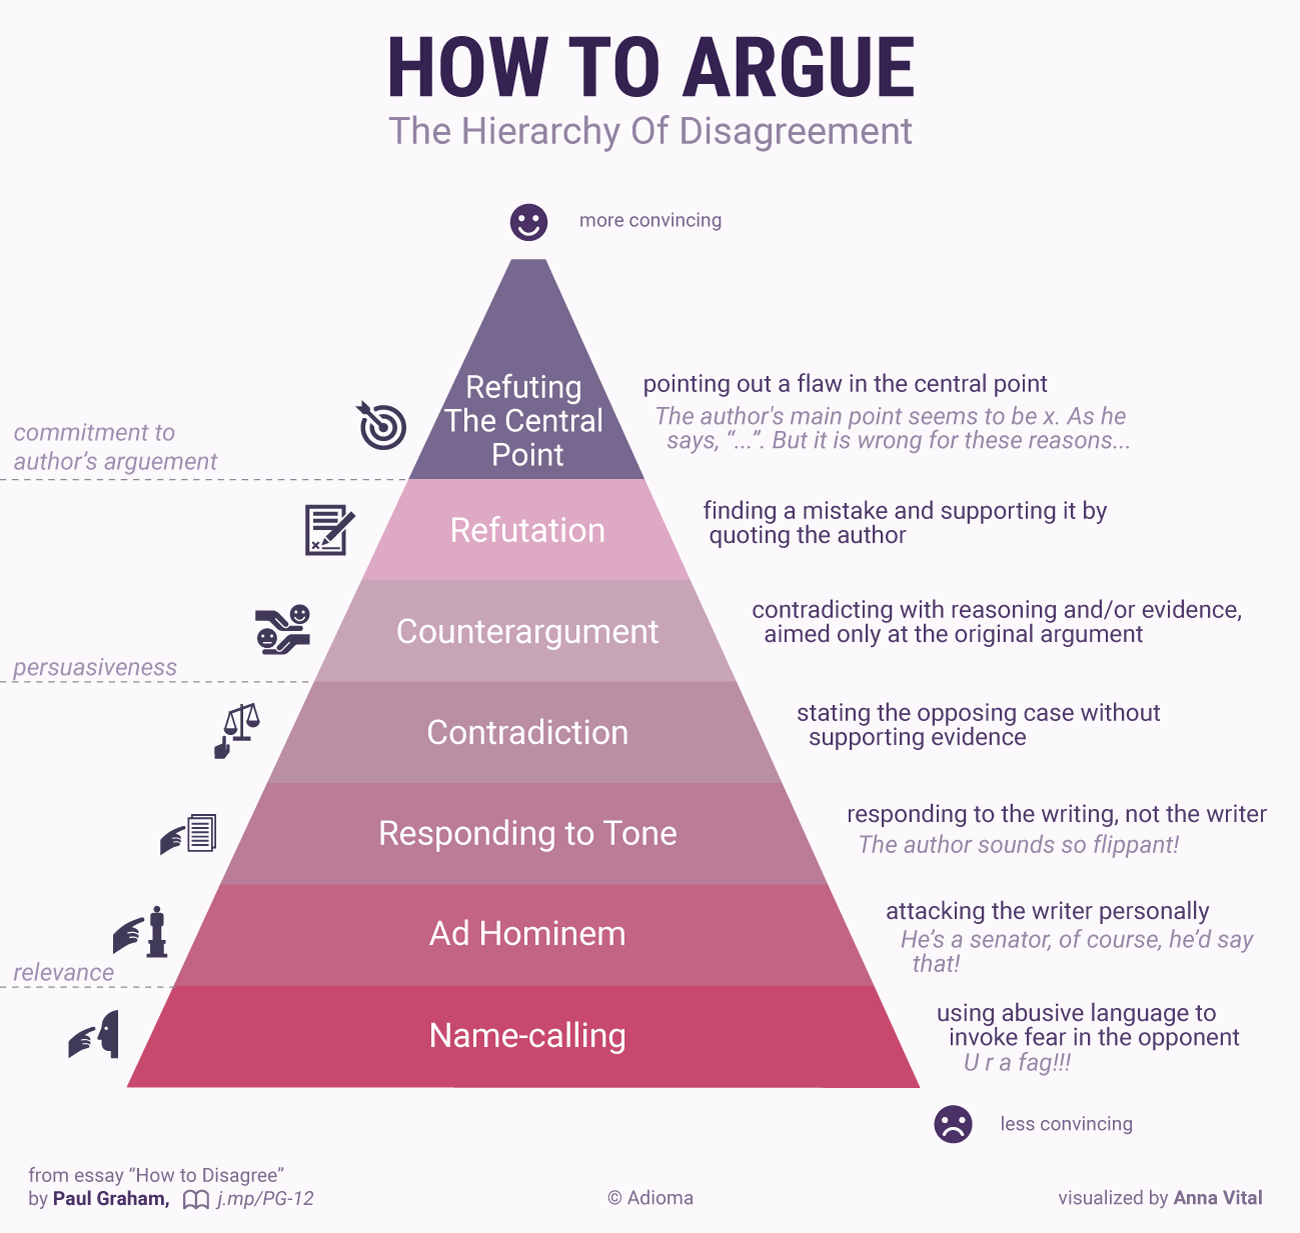 HOW TO ARGUE
The Hierarchy Of Disagreement
more convincing
Refuting
The Central
Point
pointing out a flaw in the central point
The author's main point seems to be x. As he
says, “...”. But it is wrong for these reasons...
commitment to
author’s arguement
Refutation
finding a mistake and supporting it by
quoting the author
Counterargument
contradicting with reasoning and/or evidence,
aimed only at the original argument
persuasiveness
Contradiction
stating the opposing case without
supporting evidence
Responding to Tone
responding to the writing, not the writer
The author sounds so flippant!
Ad Hominem
attacking the writer personally
He’s a senator, of course, he’d say
that!
relevance
Name-calling
using abusive language to
invoke fear in the opponent
U r a fag!!!
less convincing
from essay “How to Disagree”
by Paul Graham, j.mp/PG-12
© Adioma
visualized by Anna Vital